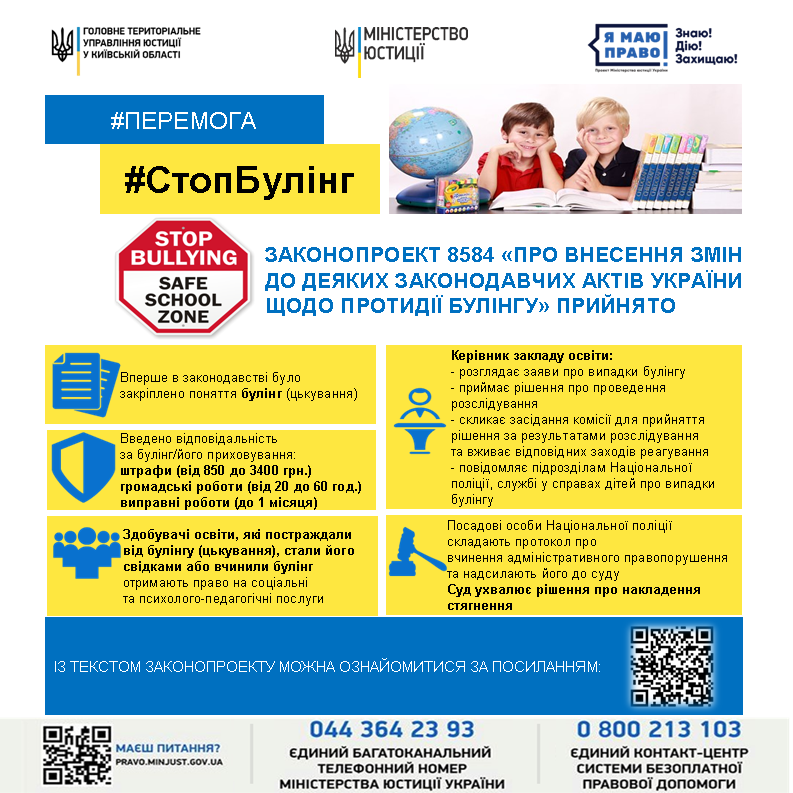 ГОЛОВНЕ ТЕРИТОРІАЛЬНЕ
УПРАВЛІННЯ ЮСТИЦІЇ
У КИЇВСЬКІЙ ОБЛАСТІ
МІНІСТЕРСТВО
ЮСТИЦІЇ
Я МАЮ
ПРАВО!
Проект Міністерства юстиції України
Знаю!
Дію!
Захищаю!
#ПЕРЕМОГА
#СтопБулінг
STOP
BULLYING
SAFE
SCHOOL
ZONE
ЗАКОНОПРОЕКТ 8584 «ПРО ВНЕСЕННЯ ЗМІН
ДО ДЕЯКИХ ЗАКОНОДАВЧИХ АКТІВ УКРАЇНИ
ЩОДО ПРОТИДІЇ БУЛІНГУ» ПРИЙНЯТО
Вперше в законодавстві було
закріплено поняття булінг (цькування)
Введено відповідальність
за булінг/його приховування:
штрафи (від 850 до 3400 грн.)
громадські роботи (від 20 до 60 год.)
виправні роботи (до 1 місяця)
Здобувачі освіти, які постраждали
від булінгу (цькування), стали його
свідками або вчинили булінг
отримають право на соціальні
та психолого-педагогічні послуги
Керівник закладу освіти:
- розглядає заяви про випадки булінгу
- приймає рішення про проведення
розслідування
- скликає засідання комісії для прийняття
рішення за результатами розслідування
та вживає відповідних заходів реагування
- повідомляє підрозділам Національної
поліції, службі у справах дітей про випадки
булінгу
Посадові особи Національної поліції
складають протокол про
вчинення адміністративного правопорушення
та надсилають його до суду
Суд ухвалює рішення про накладення
стягнення
ІЗ ТЕКСТОМ ЗАКОНОПРОЕКТУ МОЖНА ОЗНАЙОМИТИСЯ ЗА ПОСИЛАННЯМ:
МАЄШ ПИТАННЯ?
PRAVO.MINJUST.GOV.UA
044 364 23 93
ЄДИНИЙ БАГАТОКАНАЛЬНИЙ
ТЕЛЕФОННИЙ НОМЕР
МІНІСТЕРСТВА ЮСТИЦІЇ УКРАЇНИ
0 800 213 103
ЄДИНИЙ КОНТАКТ-ЦЕНТР
СИСТЕМИ БЕЗОПЛАТНОЇ
ПРАВОВОЇ ДОПОМОГИ